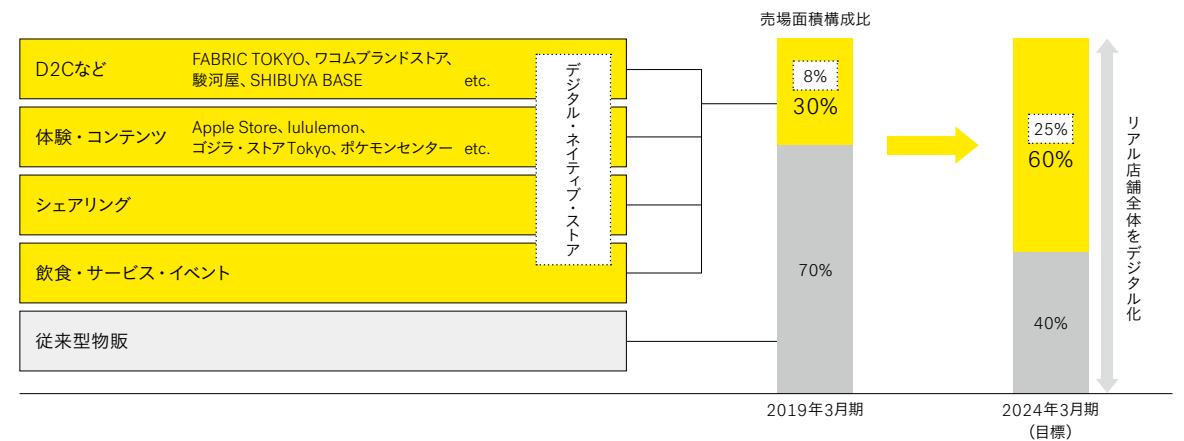 売場面積構成比
D2Cなど
FABRIC TOKYO、ワコムブランドストア、
駿河屋、SHIBUYA BASE etc.
体験・コンテンツ
Apple Store、lululemon、
ゴジラ・ストアTokyo、ポケモンセンター etc.
シェアリング
飲食・サービス・イベント
従来型物販
デジタル・ネイティブ・ストア
8%
30%
70%
2019年3月期
25%
60%
40%
2024年3月期
（目標）
リアル店舗全体をデジタル化